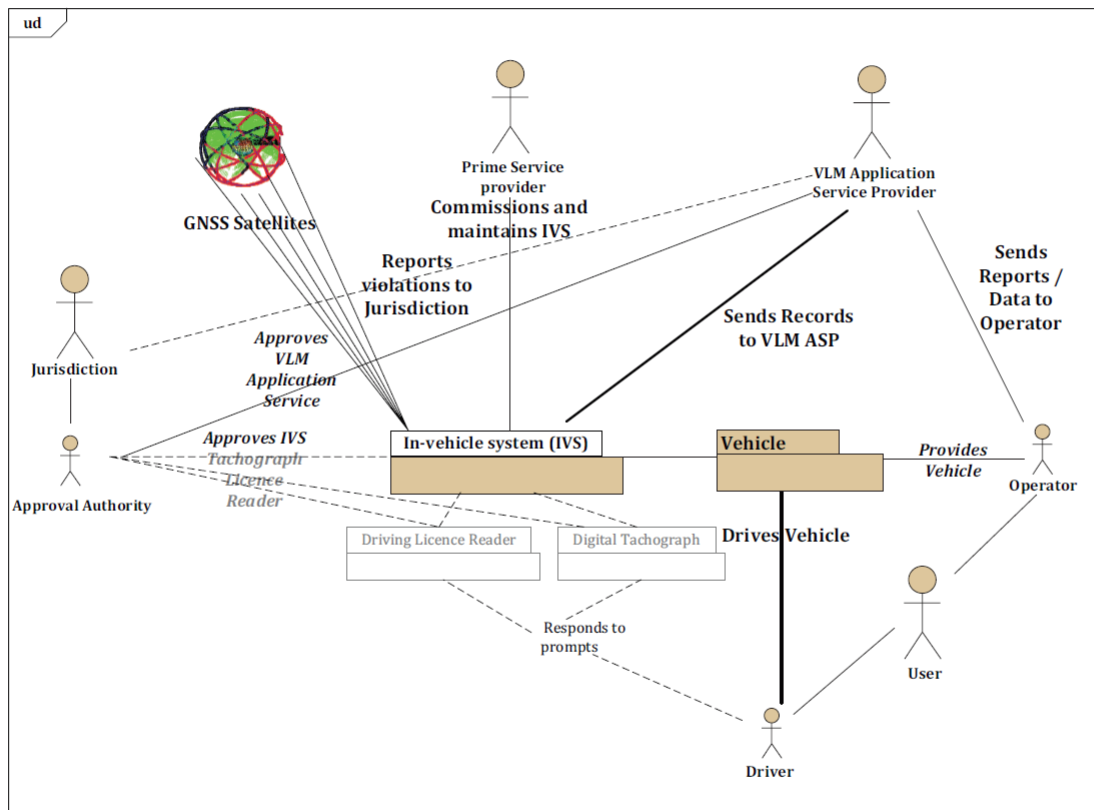 ud
Prime Service
provider
Commissions and
maintains IVS
VLM Application
Service Provider
GNSS Satellites
Reports
violations to
Jurisdiction
Sends
Reports /
Data to
Operator
Sends Records
to VLM ASP
Jurisdiction
Approves
VLM
Application
Service
Approves IVS
Tachograph
Licence
Reader
Approval Authority
In-vehicle system (IVS)
Vehicle
Provides
Vehicle
Operator
Driving Licence Reader
Digital Tachograph
Drives Vehicle
Responds to
prompts
User
Driver